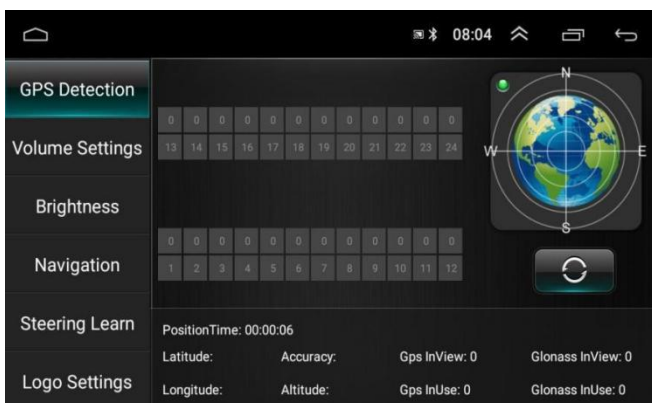 08:04
GPS Detection
Volume Settings
Brightness
Navigation
Steering Learn
Logo Settings
0 0 0 0 0 0 0 0 0 0 0 0
13 14 15 16 17 18 19 20 21 22 23 24
0 0 0 0 0 0 0 0 0 0 0 0
1 2 3 4 5 6 7 8 9 10 11 12
N
W E
S
PositionTime: 00:00:06
Latitude: Accuracy: Gps InView: 0 Glonass InView: 0
Longitude: Altitude: Gps InUse: 0 Glonass InUse: 0